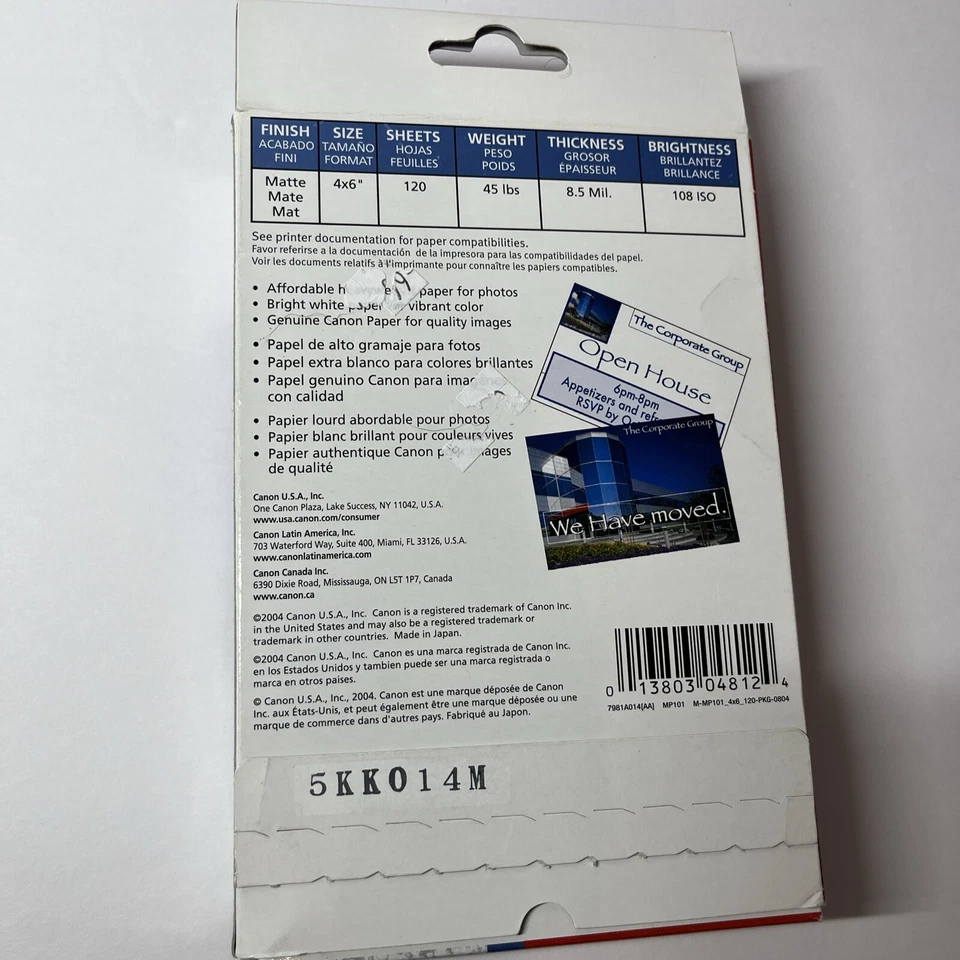 FINISH SIZE SHEETS WEIGHT THICKNESS BRIGHTNESS
ACABADO TAMAÑO HOJAS PESO GROSOR BRILLANTEZ
FINI FORMAT FEUILLES POIDS ÉPAISSEUR BRILLANCE
Matte 4x6" 120 45 lbs 8.5 Mil. 108 ISO
Mate
Mat
See printer documentation for paper compatibilities.
Favor referirse a la documentación de la impresora para las compatibilidades del papel.
Voir les documents relatifs à l'imprimante pour connaître les papiers compatibles.
• Affordable paper for photos
• Bright white paper vibrant color
• Genuine Canon Paper for quality images
• Papel de alto gramaje para fotos
• Papel extra blanco para colores brillantes
• Papel genuino Canon para
con calidad
• Papier lourd abordable pour photos
• Papier blanc brillant pour couleurs vives
• Papier authentique Canon
de qualité
The Corporate Group
Open House
6pm-8pm
Appetizers and
RSVP by
The Corporate Group
We Have moved.
Canon U.S.A., Inc.
One Canon Plaza, Lake Success, NY 11042, U.S.A.
www.usa.canon.com/consumer
Canon Latin America, Inc.
703 Waterford Way, Suite 400, Miami, FL 33126, U.S.A.
www.canonlatinamerica.com
Canon Canada Inc.
6390 Dixie Road, Mississauga, ON L5T 1P7, Canada
www.canon.ca
©2004 Canon U.S.A., Inc. Canon is a registered trademark of Canon Inc.
in the United States and may also be a registered trademark or
trademark in other countries. Made in Japan.
©2004 Canon U.S.A., Inc. Canon es una marca registrada de Canon Inc.
en los Estados Unidos y tambien puede ser una marca registrada o
marca en otros paises.
© Canon U.S.A., Inc., 2004. Canon est une marque déposée de Canon
Inc. aux États-Unis, et peut également être une marque déposée ou une
marque de commerce dans d'autres pays. Fabriqué au Japon.
0 13803 04812 4
7981A014[AA] MP101 M-MP101_4x6_120-PKG-0804
5KK014M